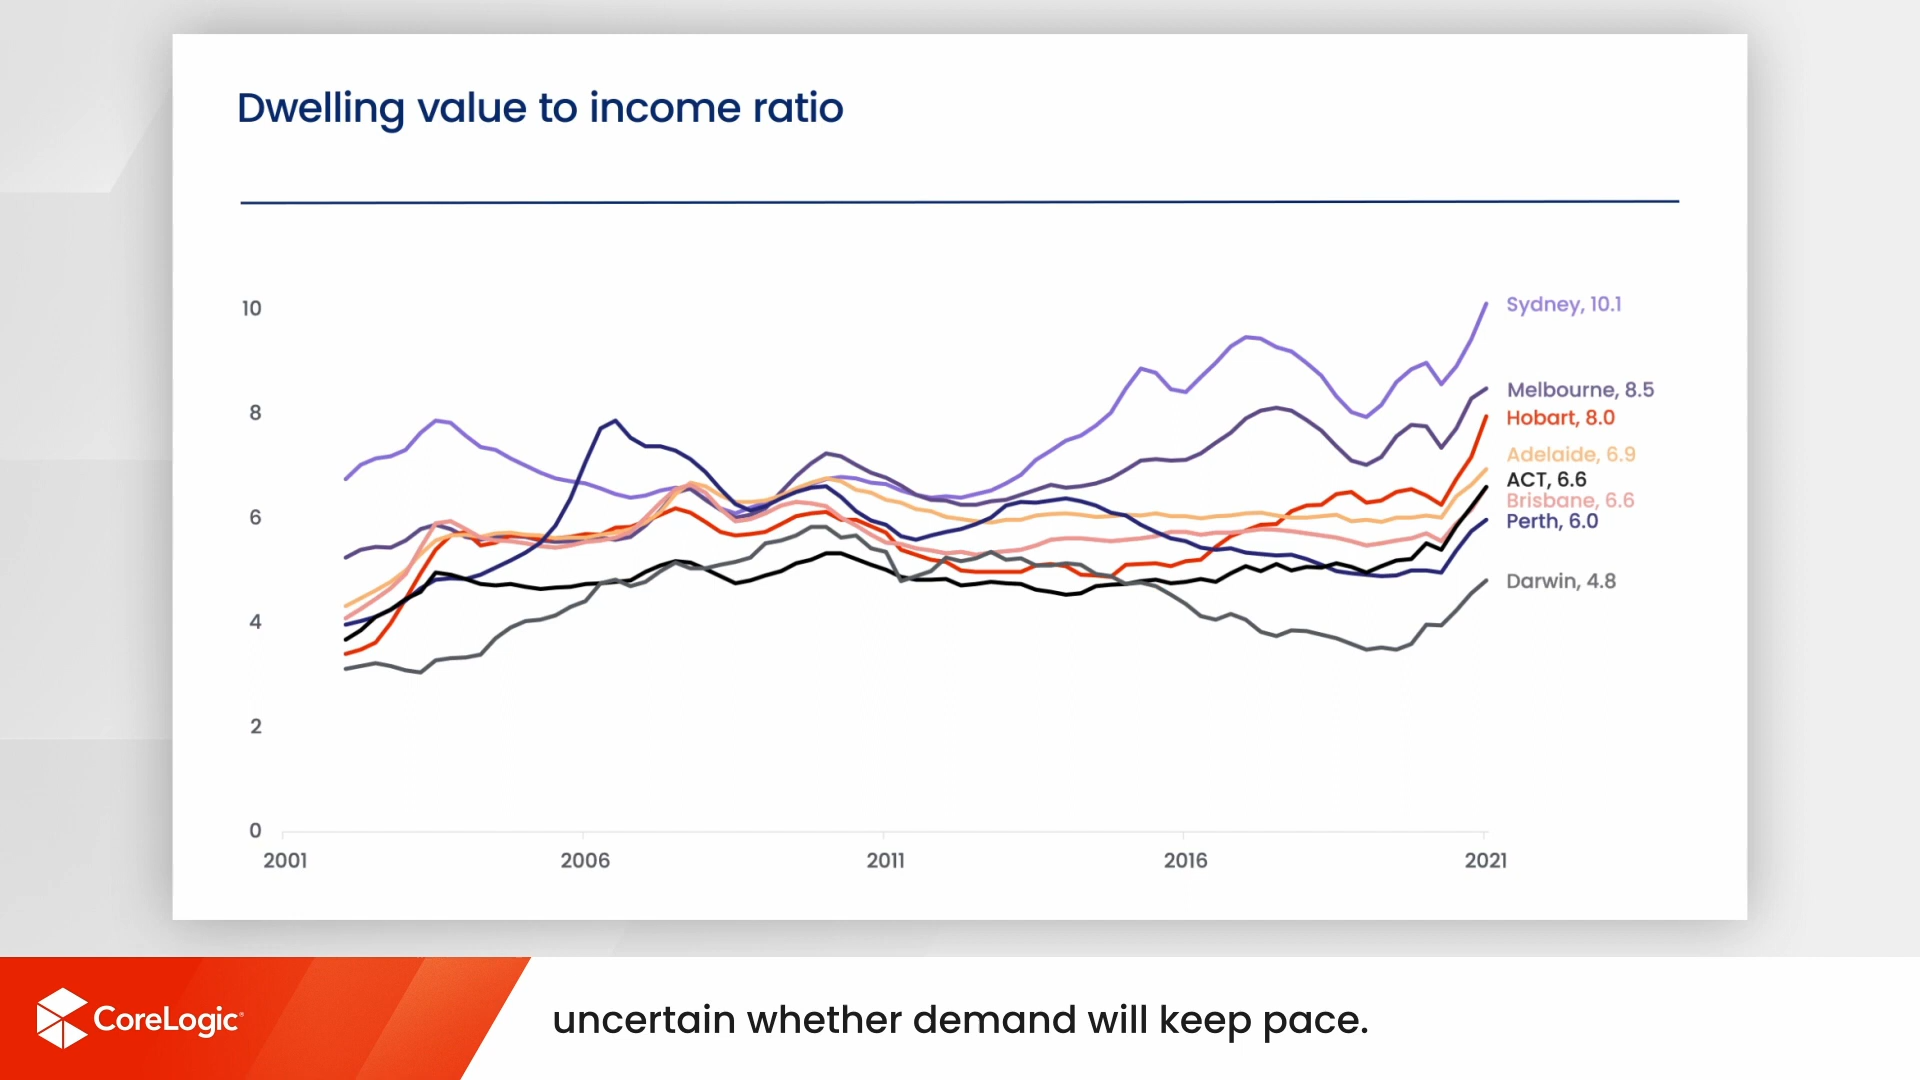 Dwelling value to income ratio
10
8
6
4
2
0
2001
2006
2011
2016
2021
Sydney, 10.1
Melbourne, 8.5
Hobart, 8.0
Adelaide, 6.9
ACT, 6.6
Brisbane, 6.6
Perth, 6.0
Darwin, 4.8
CoreLogic
uncertain whether demand will keep pace.